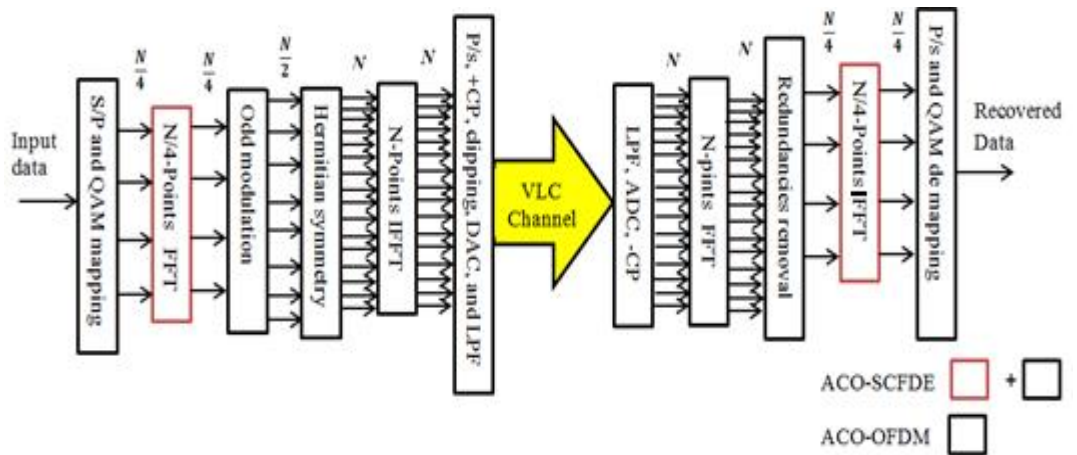 Input
data
N/4
S/P and QAM mapping
N/4-Points FFT
N/4
Odd modulation
N/2
Hermitian symmetry
N
N-Points IFFT
N
P/s, +CP, clipping, DAC, and LPF
VLC
Channel
LPF, ADC, -CP
N
N-pints FFT
N
Redundancies removal
N/4
N/4-Points IFFT
N/4
P/s and QAM de mapping
Recovered
Data
ACO-SCFDE
+
ACO-OFDM